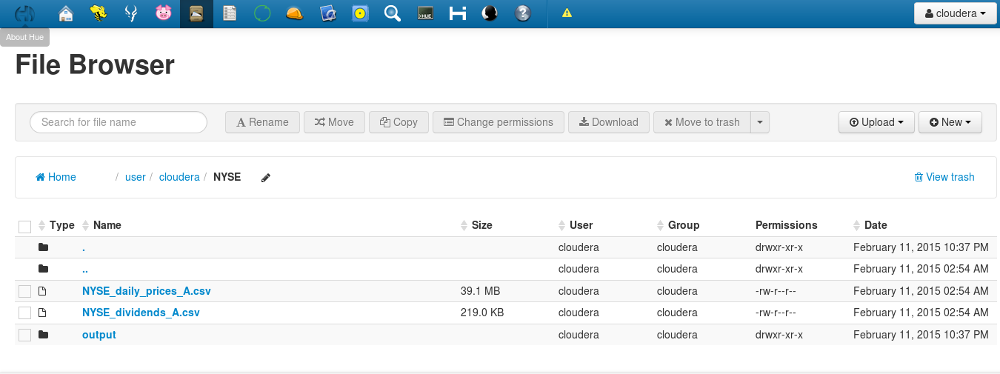 cloudera
About Hue
File Browser
Search for file name Rename Move Copy Change permissions Download Move to trash Upload New
Home / user / cloudera / NYSE View trash
Type Name Size User Group Permissions Date
. cloudera cloudera drwxr-xr-x February 11, 2015 10:37 PM
.. cloudera cloudera drwxr-xr-x February 11, 2015 02:54 AM
NYSE_daily_prices_A.csv 39.1 MB cloudera cloudera -rw-r--r-- February 11, 2015 02:54 AM
NYSE_dividends_A.csv 219.0 KB cloudera cloudera -rw-r--r-- February 11, 2015 02:54 AM
output cloudera cloudera drwxr-xr-x February 11, 2015 10:37 PM